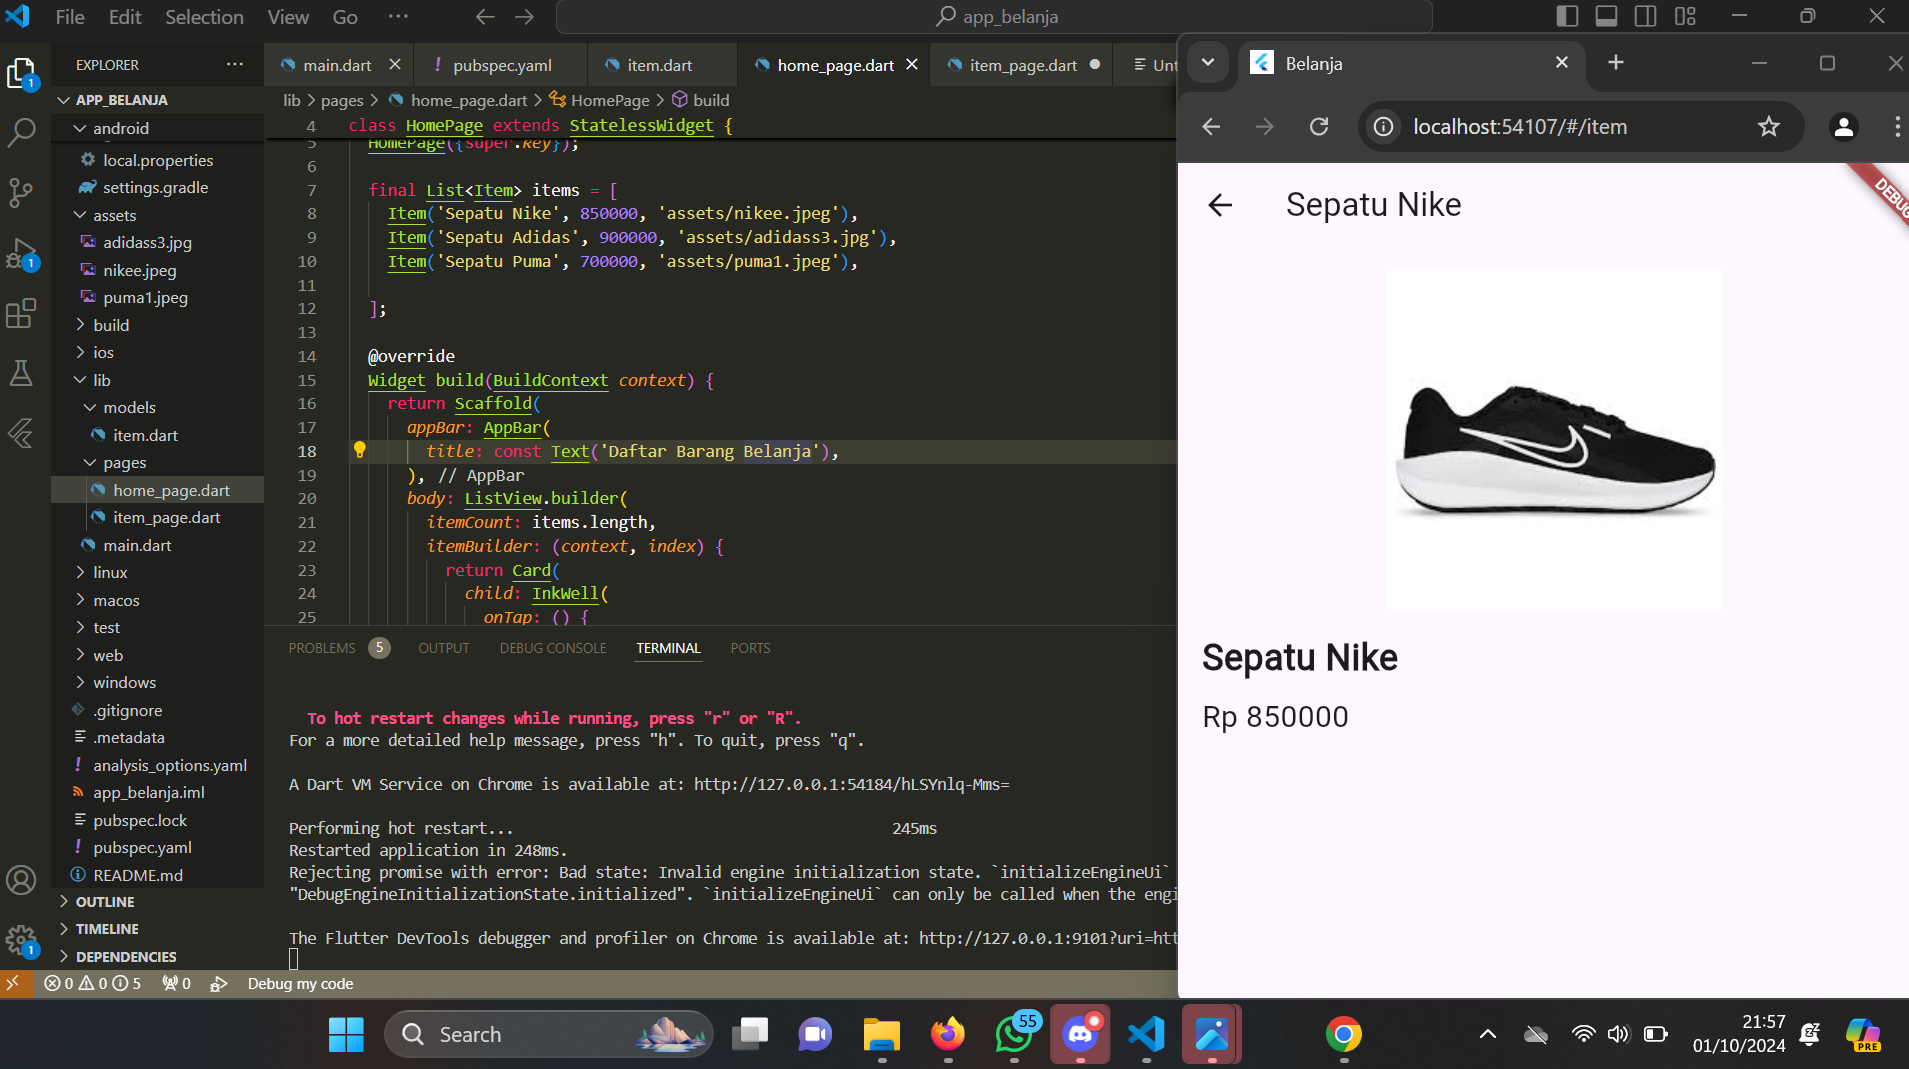 File Edit Selection View Go ···
app_belanja
EXPLORER ···
main.dart
pubspec.yaml
item.dart
home_page.dart
item_page.dart
lib > pages > home_page.dart > HomePage > build
APP_BELANJA
android
local.properties
settings.gradle
assets
adidass3.jpg
nikee.jpeg
puma1.jpeg
build
ios
lib
models
item.dart
pages
home_page.dart
item_page.dart
main.dart
linux
macos
test
web
windows
.gitignore
.metadata
analysis_options.yaml
app_belanja.iml
pubspec.lock
pubspec.yaml
README.md
OUTLINE
TIMELINE
DEPENDENCIES
1
1
1
4 class HomePage extends StatelessWidget {
5 HomePage({super.key});
6
7 final List<Item> items = [
8 Item('Sepatu Nike', 850000, 'assets/nikee.jpeg'),
9 Item('Sepatu Adidas', 900000, 'assets/adidass3.jpg'),
10 Item('Sepatu Puma', 700000, 'assets/puma1.jpeg'),
11
12 ];
13
14 @override
15 Widget build(BuildContext context) {
16 return Scaffold(
17 appBar: AppBar(
18 title: const Text('Daftar Barang Belanja'),
19 ), // AppBar
20 body: ListView.builder(
21 itemCount: items.length,
22 itemBuilder: (context, index) {
23 return Card(
24 child: InkWell(
25 onTap: () {
PROBLEMS 5 OUTPUT DEBUG CONSOLE TERMINAL PORTS
To hot restart changes while running, press "r" or "R".
For a more detailed help message, press "h". To quit, press "q".
A Dart VM Service on Chrome is available at: http://127.0.0.1:54184/hLSYnlq-Mms=
Performing hot restart... 245ms
Restarted application in 248ms.
Rejecting promise with error: Bad state: Invalid engine initialization state. `initializeEngineUi`
"DebugEngineInitializationState.initialized". `initializeEngineUi` can only be called when the engi
The Flutter DevTools debugger and profiler on Chrome is available at: http://127.0.0.1:9101?uri=htt
0 0 5 0 Debug my code
Belanja
localhost:54107/#/item
Sepatu Nike
DEBUG
Sepatu Nike
Rp 850000
Search
55
21:57
01/10/2024
PRE